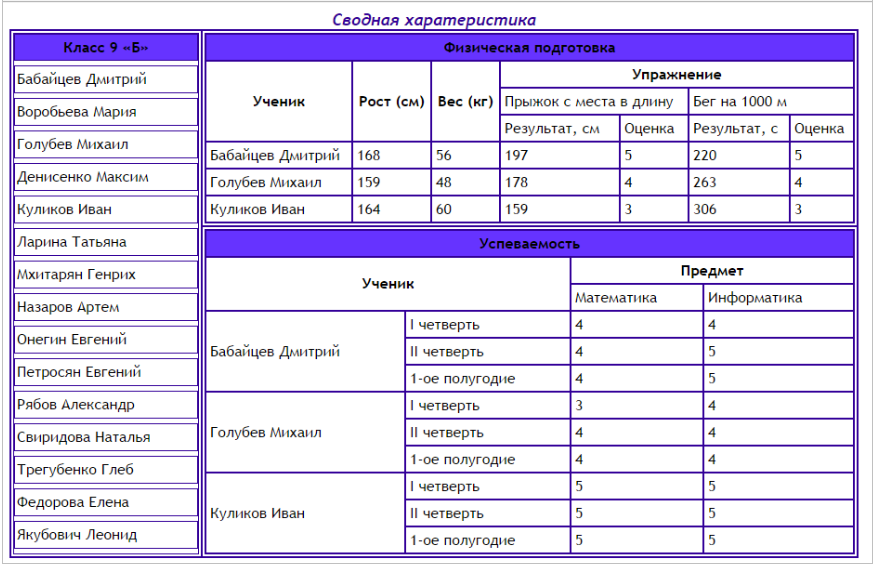 Сводная харатеристика
Класс 9 «Б»
Бабайцев Дмитрий
Воробьева Мария
Голубев Михаил
Денисенко Максим
Куликов Иван
Ларина Татьяна
Мхитарян Генрих
Назаров Артем
Онегин Евгений
Петросян Евгений
Рябов Александр
Свиридова Наталья
Трегубенко Глеб
Федорова Елена
Якубович Леонид
Физическая подготовка
Ученик Рост (см) Вес (кг) Упражнение
Прыжок с места в длину Бег на 1000 м
Результат, см Оценка Результат, с Оценка
Бабайцев Дмитрий 168 56 197 5 220 5
Голубев Михаил 159 48 178 4 263 4
Куликов Иван 164 60 159 3 306 3
Успеваемость
Ученик Предмет
Математика Информатика
Бабайцев Дмитрий I четверть 4 4
II четверть 4 5
1-ое полугодие 4 5
Голубев Михаил I четверть 3 4
II четверть 4 4
1-ое полугодие 4 4
Куликов Иван I четверть 5 5
II четверть 5 5
1-ое полугодие 5 5